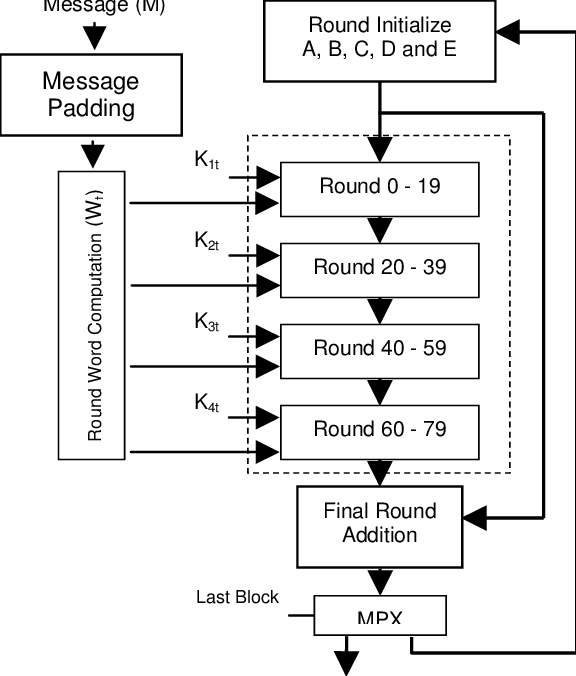 Message (M)
Message
Padding
Round Word Computation (Wt)
Round Initialize
A, B, C, D and E
K1t
Round 0 - 19
K2t
Round 20 - 39
K3t
Round 40 - 59
K4t
Round 60 - 79
Final Round
Addition
Last Block
MPX